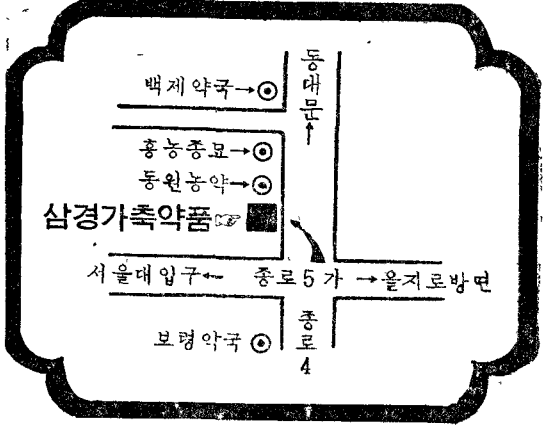 동대문
↑
백제약국→
흥농종묘→
동원농약→
삼경가축약품☞
서울대입구← 종로5가 →을지로방면
보령약국
종로4